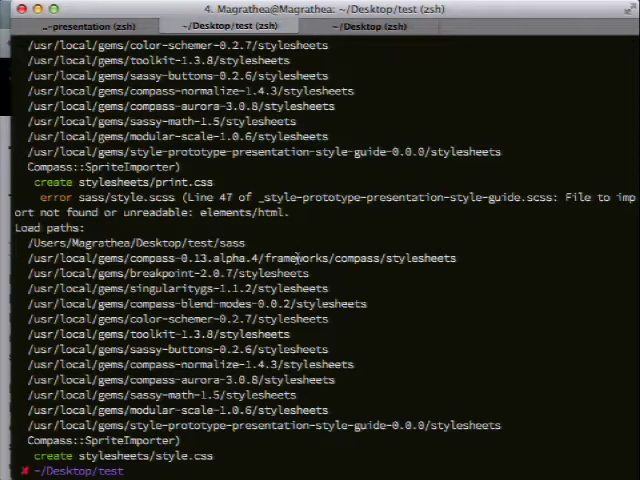 4. Magrathea@Magrathea: ~/Desktop/test (zsh)
..-presentation (zsh) ~/Desktop/test (zsh) ~/Desktop/test (zsh)
/usr/local/gems/color-schemer-0.2.7/stylesheets
/usr/local/gems/toolkit-1.3.8/stylesheets
/usr/local/gems/sassy-buttons-0.2.6/stylesheets
/usr/local/gems/compass-normalize-1.4.3/stylesheets
/usr/local/gems/compass-aurora-3.0.8/stylesheets
/usr/local/gems/sassy-math-1.5/stylesheets
/usr/local/gems/modular-scale-1.0.6/stylesheets
/usr/local/gems/style-prototype-presentation-style-guide-0.0.0/stylesheets
Compass::SpriteImporter)
create stylesheets/print.css
error sass/style.scss (Line 47 of _style-prototype-presentation-style-guide.scss: File to imp
ort not found or unreadable: elements/html.
Load paths:
/Users/Magrathea/Desktop/test/sass
/usr/local/gems/compass-0.13.alpha.4/frameworks/compass/stylesheets
/usr/local/gems/breakpoint-2.0.7/stylesheets
/usr/local/gems/singularitygs-1.1.2/stylesheets
/usr/local/gems/compass-blend-modes-0.0.2/stylesheets
/usr/local/gems/color-schemer-0.2.7/stylesheets
/usr/local/gems/toolkit-1.3.8/stylesheets
/usr/local/gems/sassy-buttons-0.2.6/stylesheets
/usr/local/gems/compass-normalize-1.4.3/stylesheets
/usr/local/gems/compass-aurora-3.0.8/stylesheets
/usr/local/gems/sassy-math-1.5/stylesheets
/usr/local/gems/modular-scale-1.0.6/stylesheets
/usr/local/gems/style-prototype-presentation-style-guide-0.0.0/stylesheets
Compass::SpriteImporter)
create stylesheets/style.css
✘ ~/Desktop/test